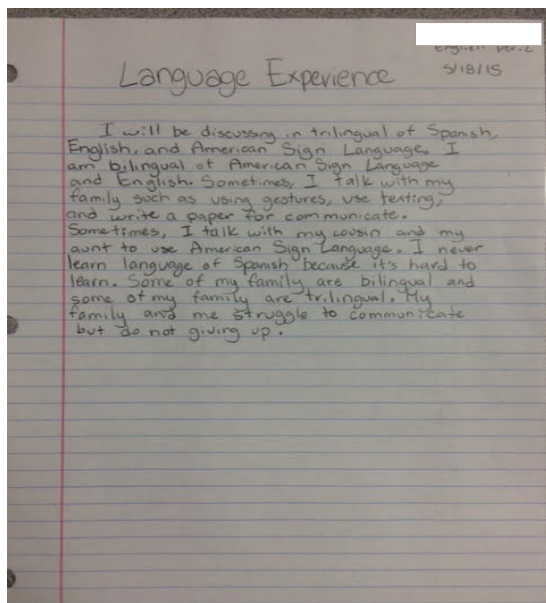 English
5/18/15
Language Experience
I will be discussing in trilingual of Spanish,
English, and American Sign Language. I
am bilingual of American Sign Language
and English. Sometimes, I talk with my
family such as using gestures, use texting,
and write a paper for communicate.
Sometimes, I talk with my cousin and my
aunt to use American Sign Language. I never
learn language of Spanish because it's hard to
learn. Some of my family are bilingual and
some of my family are trilingual. My
family and me struggle to communicate
but do not giving up.